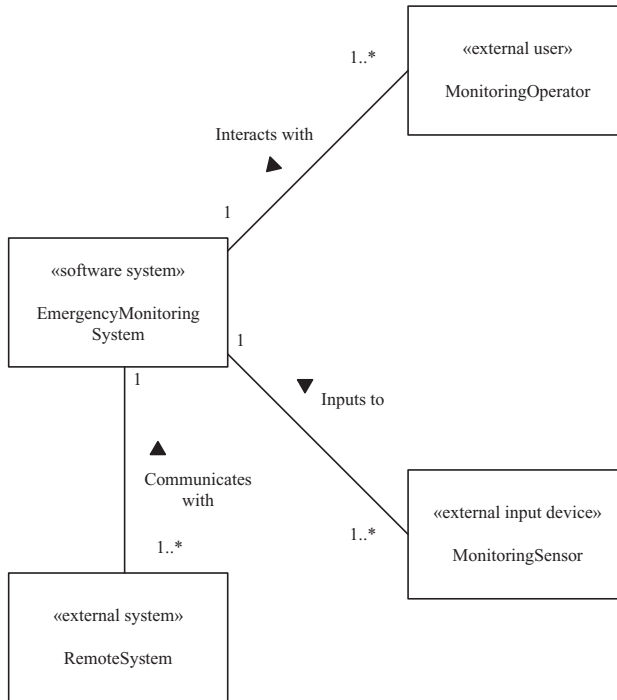 «external user»
1..*
MonitoringOperator
Interacts with
1
«software system»
EmergencyMonitoring
System
1
1
Inputs to
Communicates
with
«external input device»
1..*
1..*
MonitoringSensor
«external system»
RemoteSystem